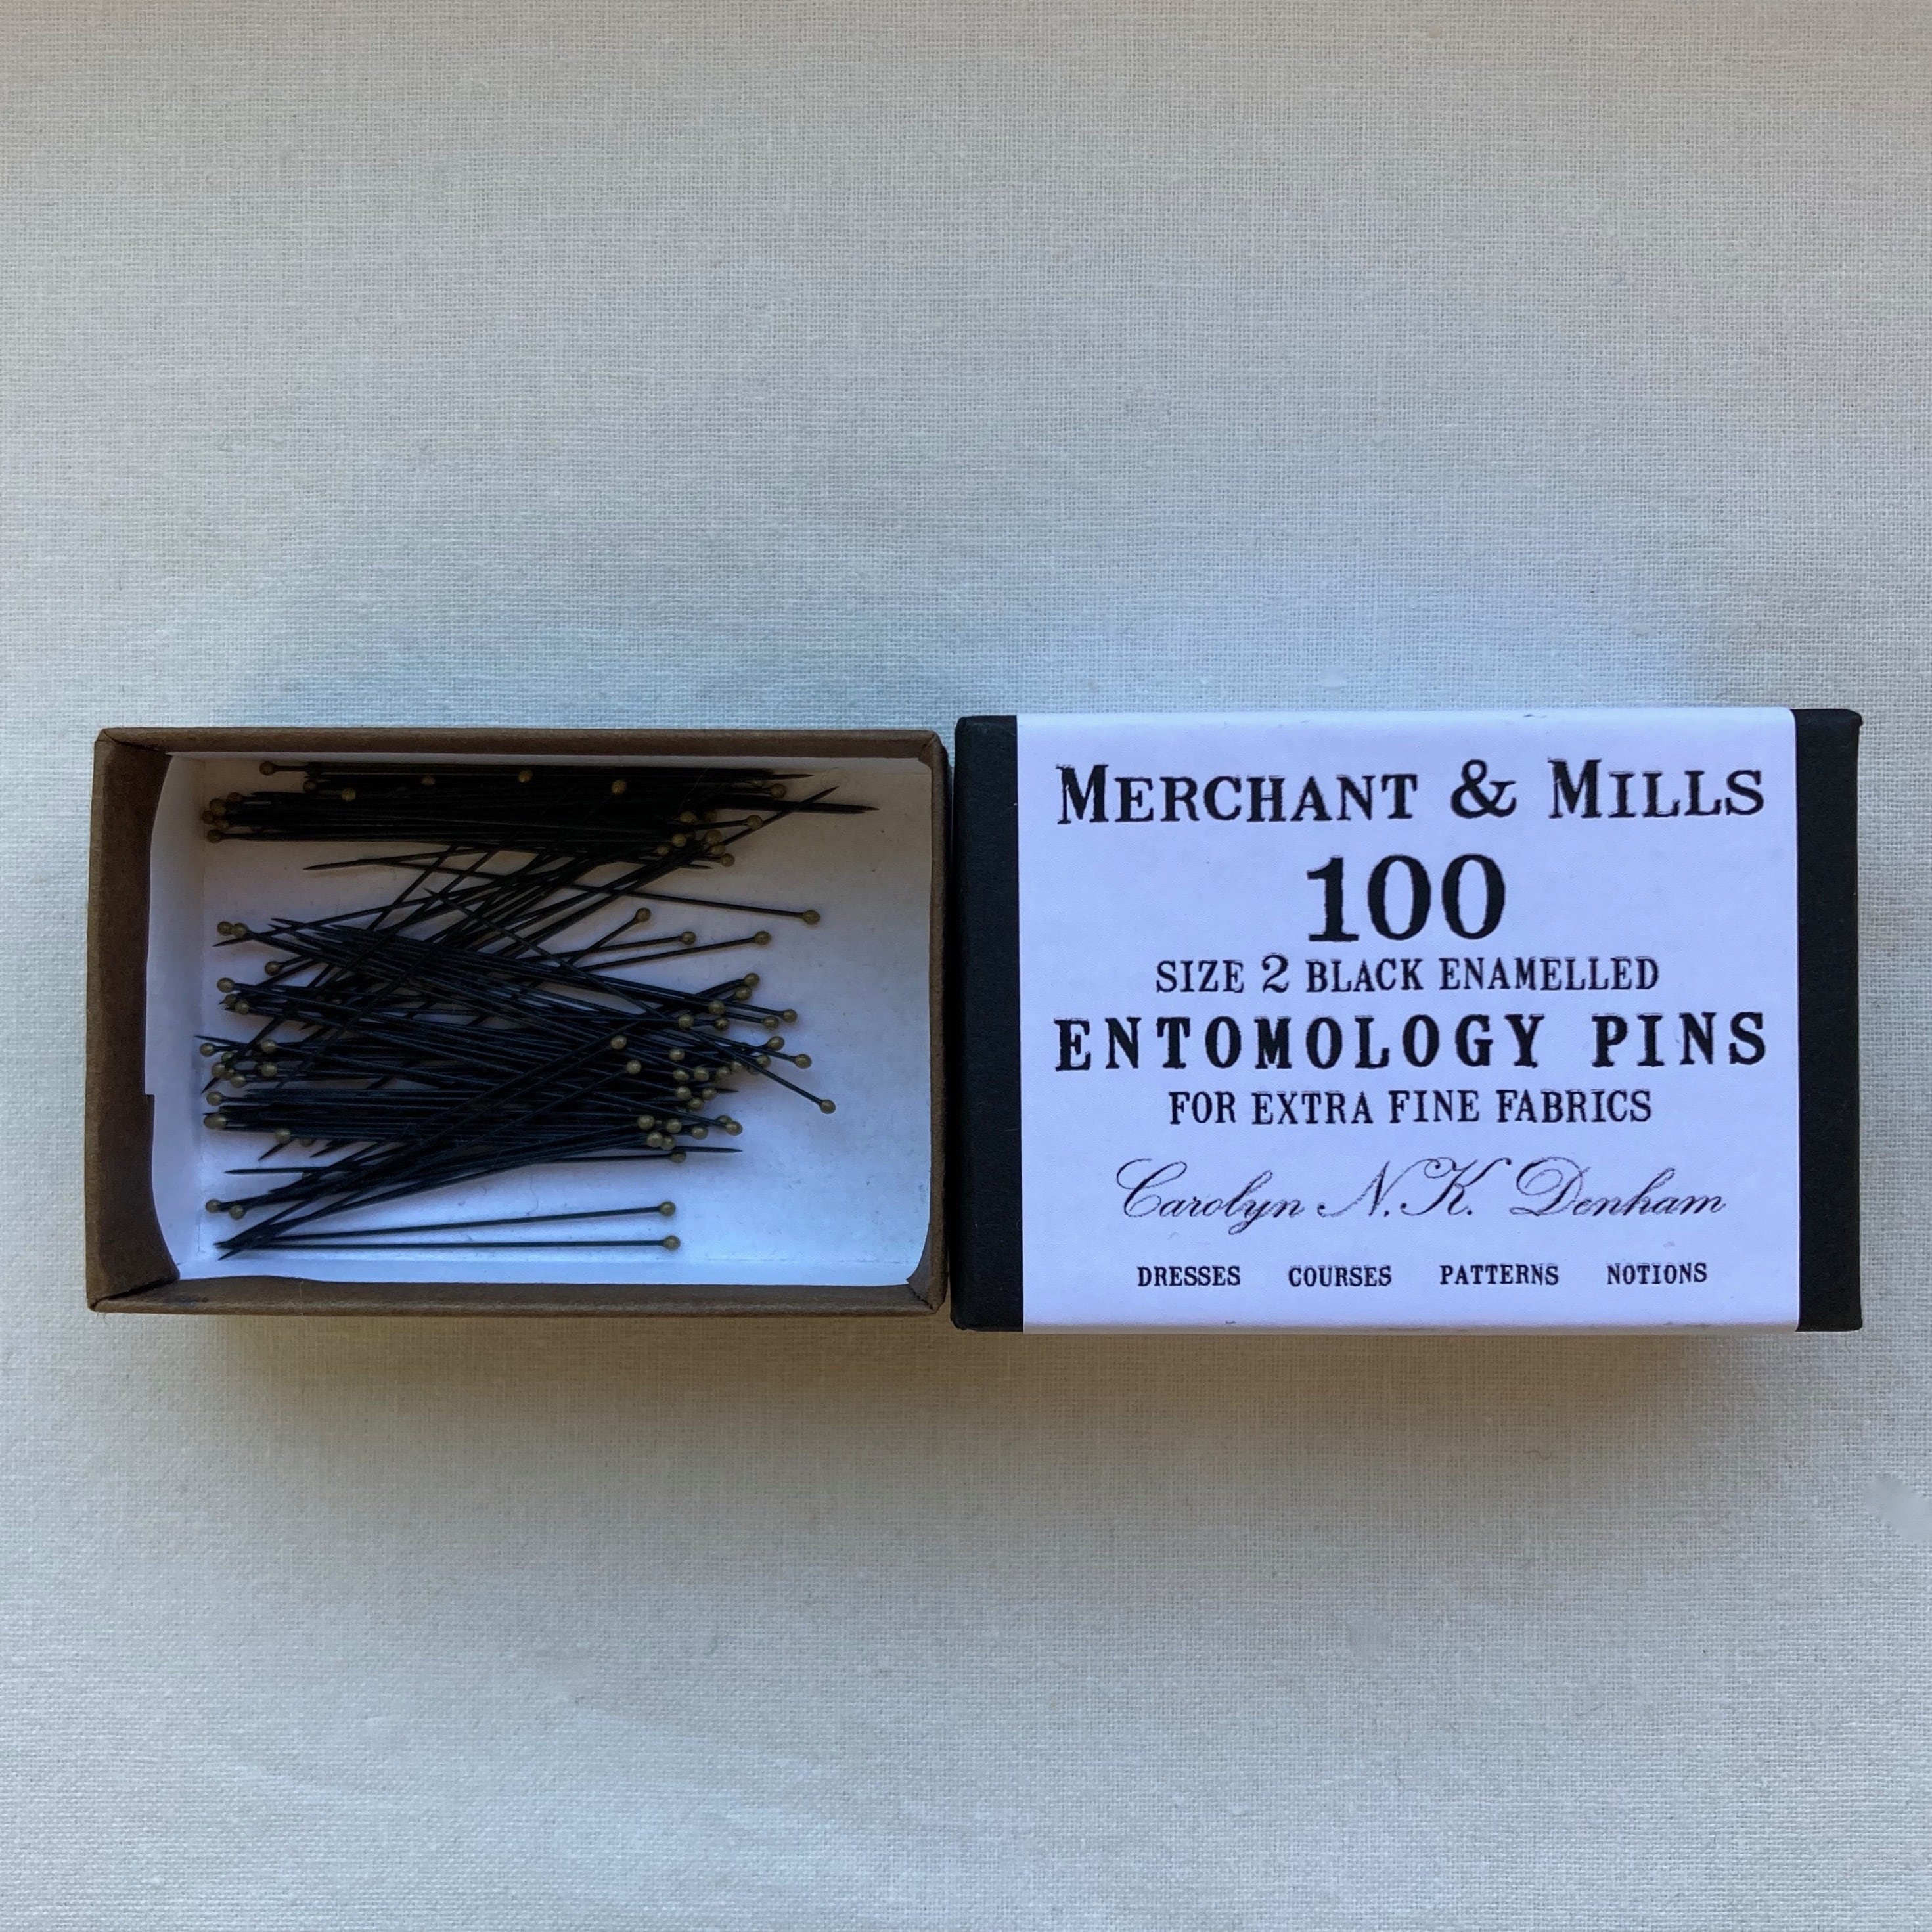 MERCHANT & MILLS
100
SIZE 2 BLACK ENAMELLED
ENTOMOLOGY PINS
FOR EXTRA FINE FABRICS
Carolyn N.K. Denham
DRESSES COURSES PATTERNS NOTIONS